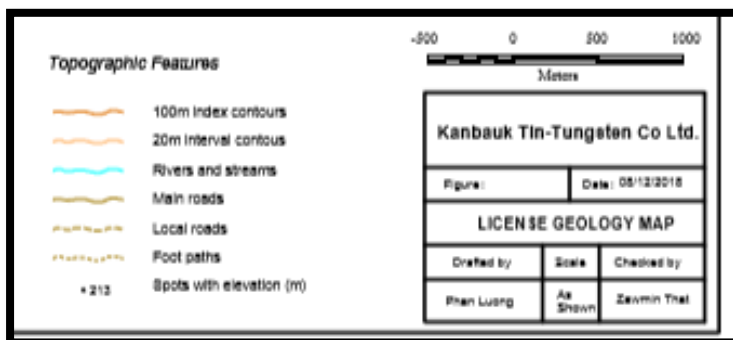 Topographic Features
100m Index contours
20m Interval contous
Rivers and streams
Main roads
Local roads
Foot paths
213
Spots with elevation (m)
-500 0 500 1000
Meters
Kanbauk Tin-Tungsten Co Ltd.
Figure: Date: 08/12/2018
LICENSE GEOLOGY MAP
Drafted by Scale Checked by
Phan Luong As Shown Zawmin Thet